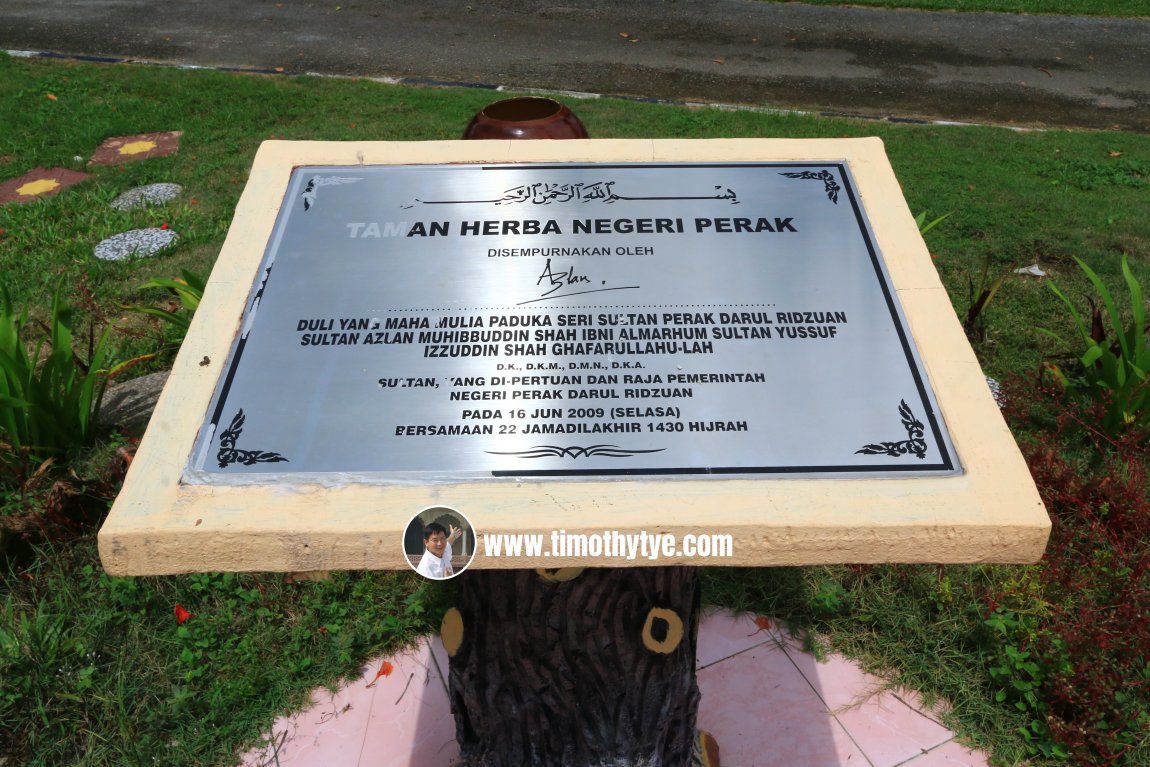 بسم الله الرحمن الرحيم
TAMAN HERBA NEGERI PERAK
DISEMPURNAKAN OLEH
Azlan
DULI YANG MAHA MULIA PADUKA SERI SULTAN PERAK DARUL RIDZUAN
SULTAN AZLAN MUHIBBUDDIN SHAH IBNI ALMARHUM SULTAN YUSSUF
IZZUDDIN SHAH GHAFARULLAHU-LAH
D.K., D.K.M., D.M.N., D.K.A.
SULTAN, YANG DI-PERTUAN DAN RAJA PEMERINTAH
NEGERI PERAK DARUL RIDZUAN
PADA 16 JUN 2009 (SELASA)
BERSAMAAN 22 JAMADILAKHIR 1430 HIJRAH
www.timothytye.com